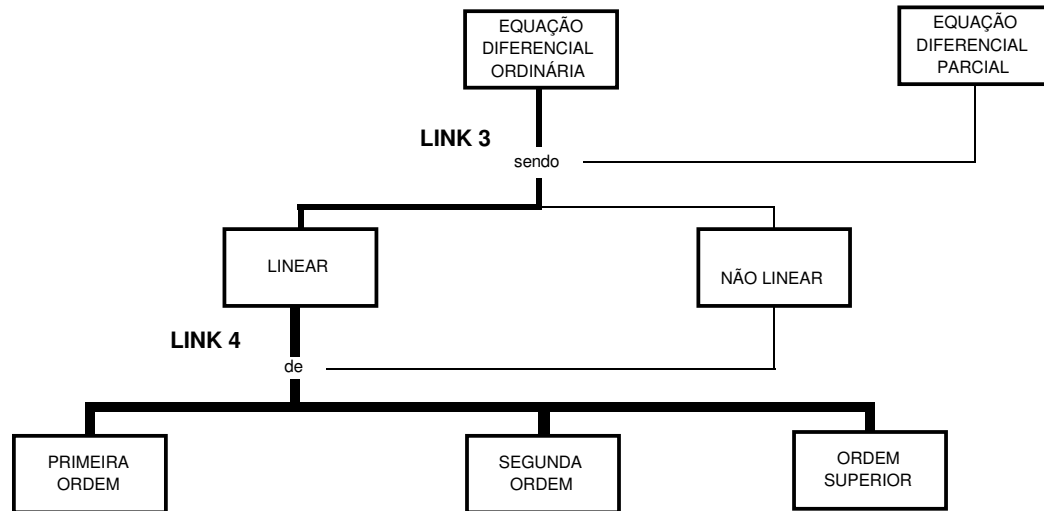 EQUAÇÃO
DIFERENCIAL
ORDINÁRIA
EQUAÇÃO
DIFERENCIAL
PARCIAL
LINK 3
sendo
LINEAR
NÃO LINEAR
LINK 4
de
PRIMEIRA
ORDEM
SEGUNDA
ORDEM
ORDEM
SUPERIOR